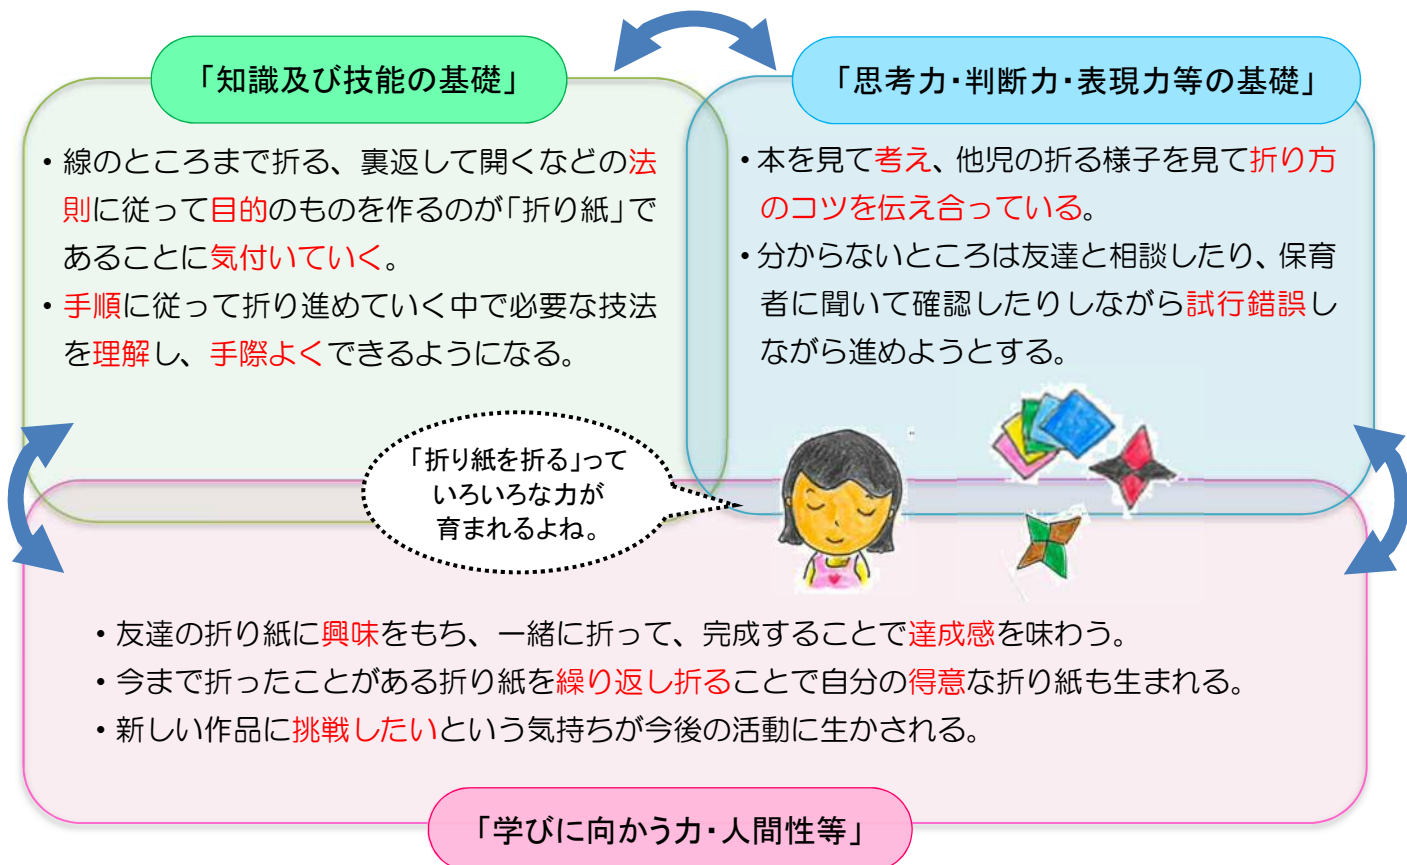 「知識及び技能の基礎」
・線のところまで折る、裏返して開くなどの法
則に従って目的のものを作るのが「折り紙」で
あることに気付いていく。
・手順に従って折り進めていく中で必要な技法
を理解し、手際よくできるようになる。
「思考力・判断力・表現力等の基礎」
・本を見て考え、他児の折る様子を見て折り方
のコツを伝え合っている。
・分からないところは友達と相談したり、保育
者に聞いて確認したりしながら試行錯誤し
ながら進めようとする。
「折り紙を折る」って
いろいろな力が
育まれるよね。
・友達の折り紙に興味をもち、一緒に折って、完成することで達成感を味わう。
・今まで折ったことがある折り紙を繰り返し折ることで自分の得意な折り紙も生まれる。
・新しい作品に挑戦したいという気持ちが今後の活動に生かされる。
「学びに向かう力・人間性等」